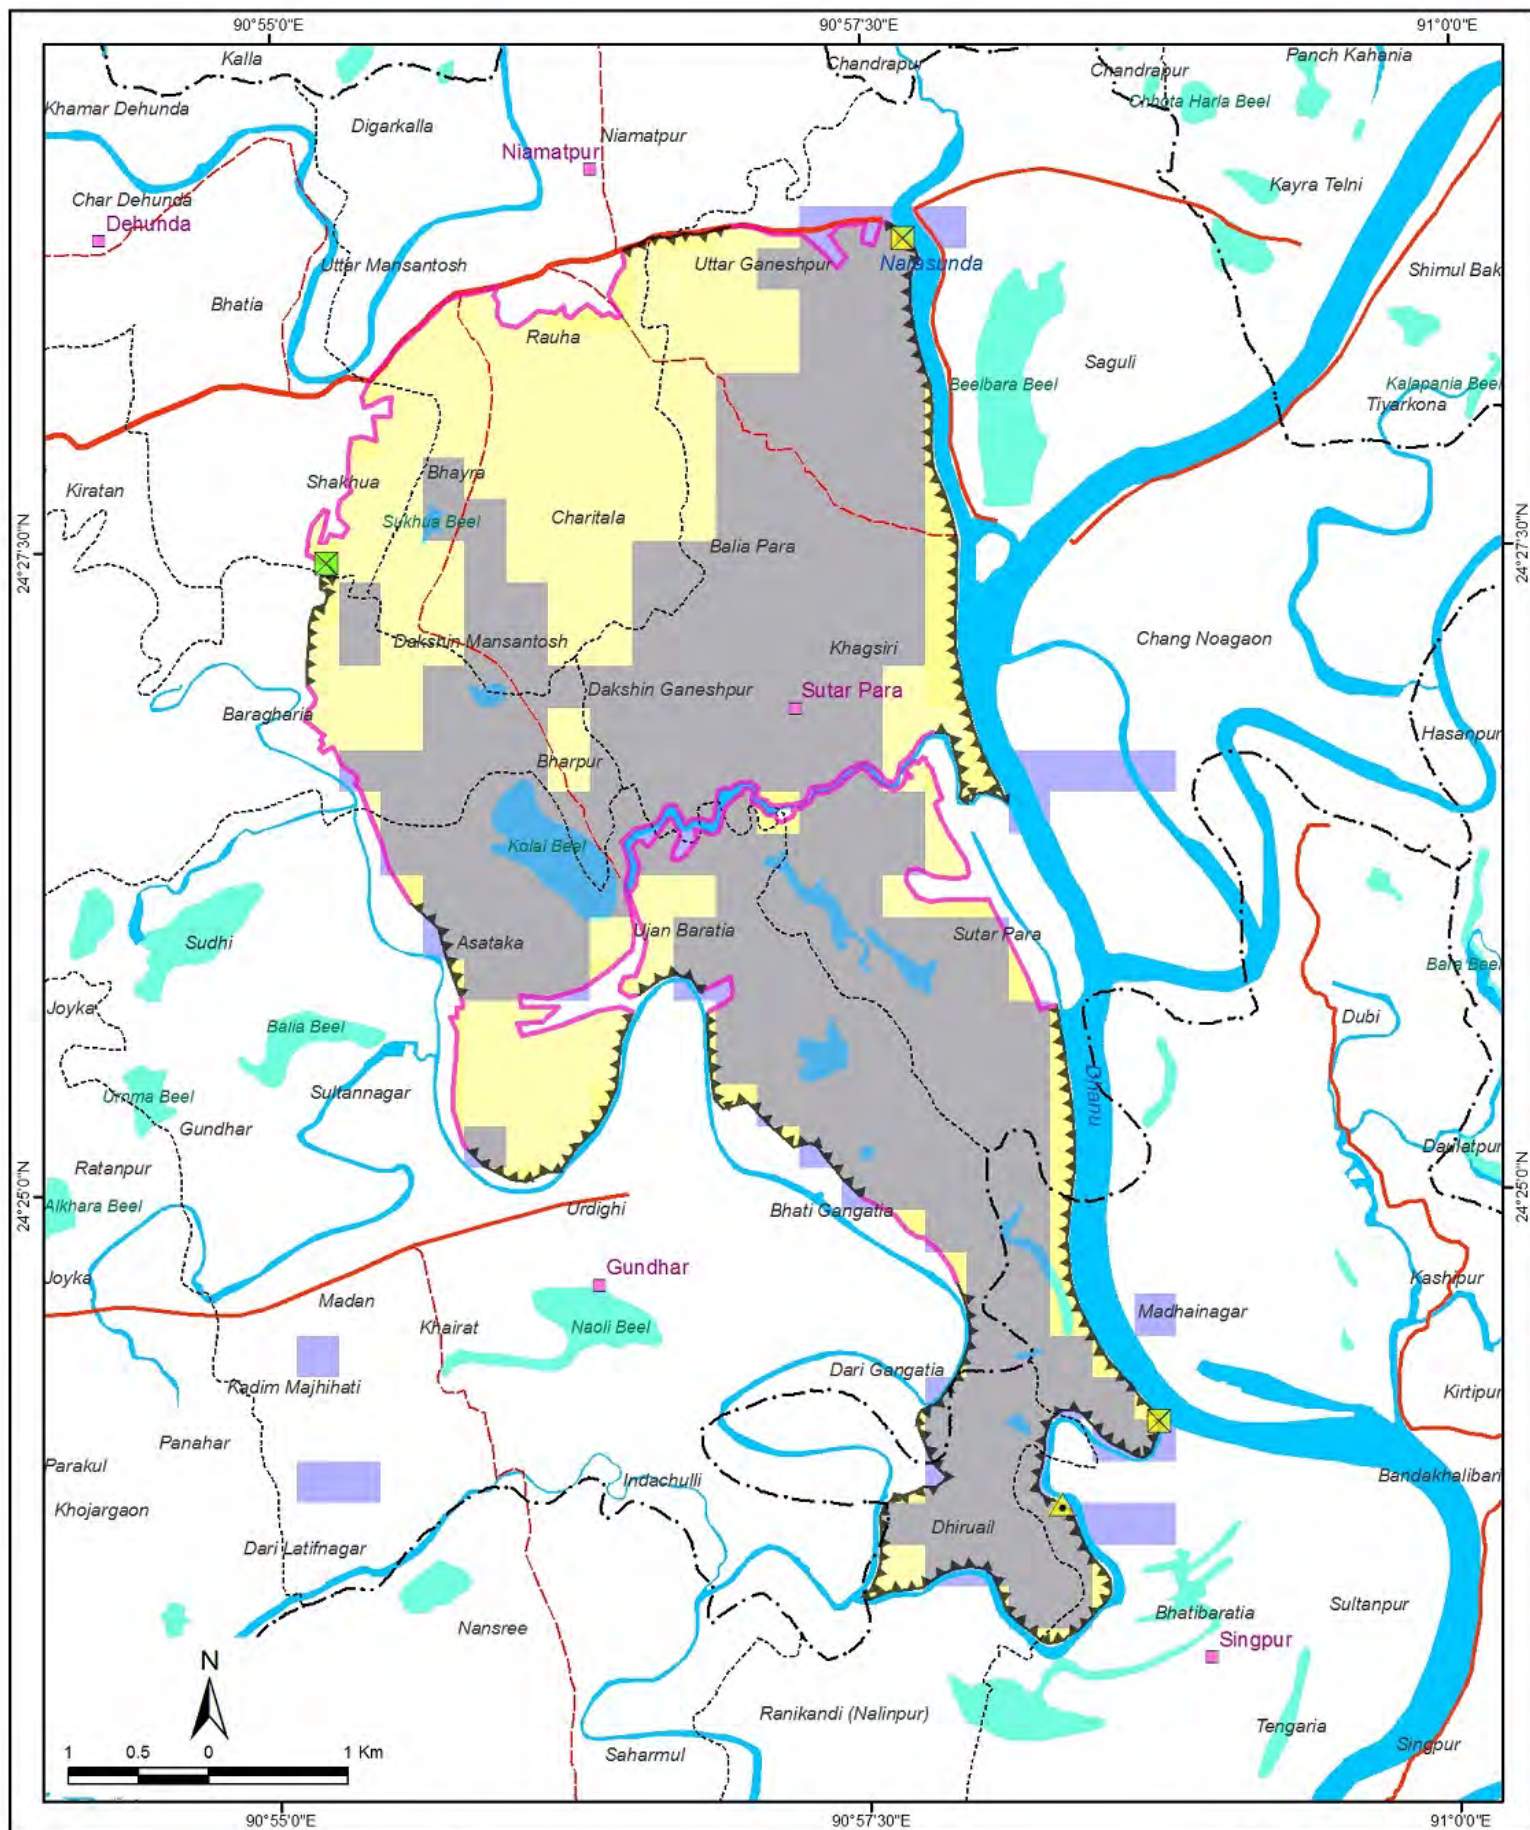 90°55'0"E
90°57'30"E
91°0'0"E
Kalla
Chandrapur
Chandrapur
Panch Kahania
Khamar Dehunda
Digarkalla
Niamatpur
Chhota Harla Beel
Niamatpur
Kayra Telni
Char Dehunda
Dehunda
Uttar Mansantosh
Uttar Ganeshpur
Narasunda
Shimul Bak
Bhatia
Rauha
Saguli
Beelbara Beel
Kalapania Beel
Tiyarkona
Kiratan
Shakhua
Bhayra
Sukhua Beel
Charitala
Balia Para
24°27'30"N
24°27'30"N
Dakshin Mansantosh
Khagsiri
Chang Noagaon
Dakshin Ganeshpur
Sutar Para
Baragharia
Hasanpur
Bharpur
Kolai Beel
Sudhi
Asataka
Ujan Baratia
Sutar Para
Bara Beel
Joyka
Balia Beel
Dubi
Urnma Beel
Sultannagar
Dhanu
Gundhar
Ratanpur
Daulatpur
24°25'0"N
24°25'0"N
Alkhara Beel
Urdighi
Bhati Gangatia
Joyka
Gundhar
Kashipur
Madan
Khairat
Naoli Beel
Madhainagar
Kadim Majhihati
Dari Gangatia
Kirtipur
Panahar
Parakul
Indachulli
Bandakhalibari
Khojargaon
Dhiruail
Dari Latifnagar
Nansree
Bhatibaratia
Sultanpur
Singpur
N
Ranikandi (Nalinpur)
Tengaria
Saharmul
Singpur
1 0.5 0 1 Km
90°55'0"E
90°57'30"E
91°0'0"E